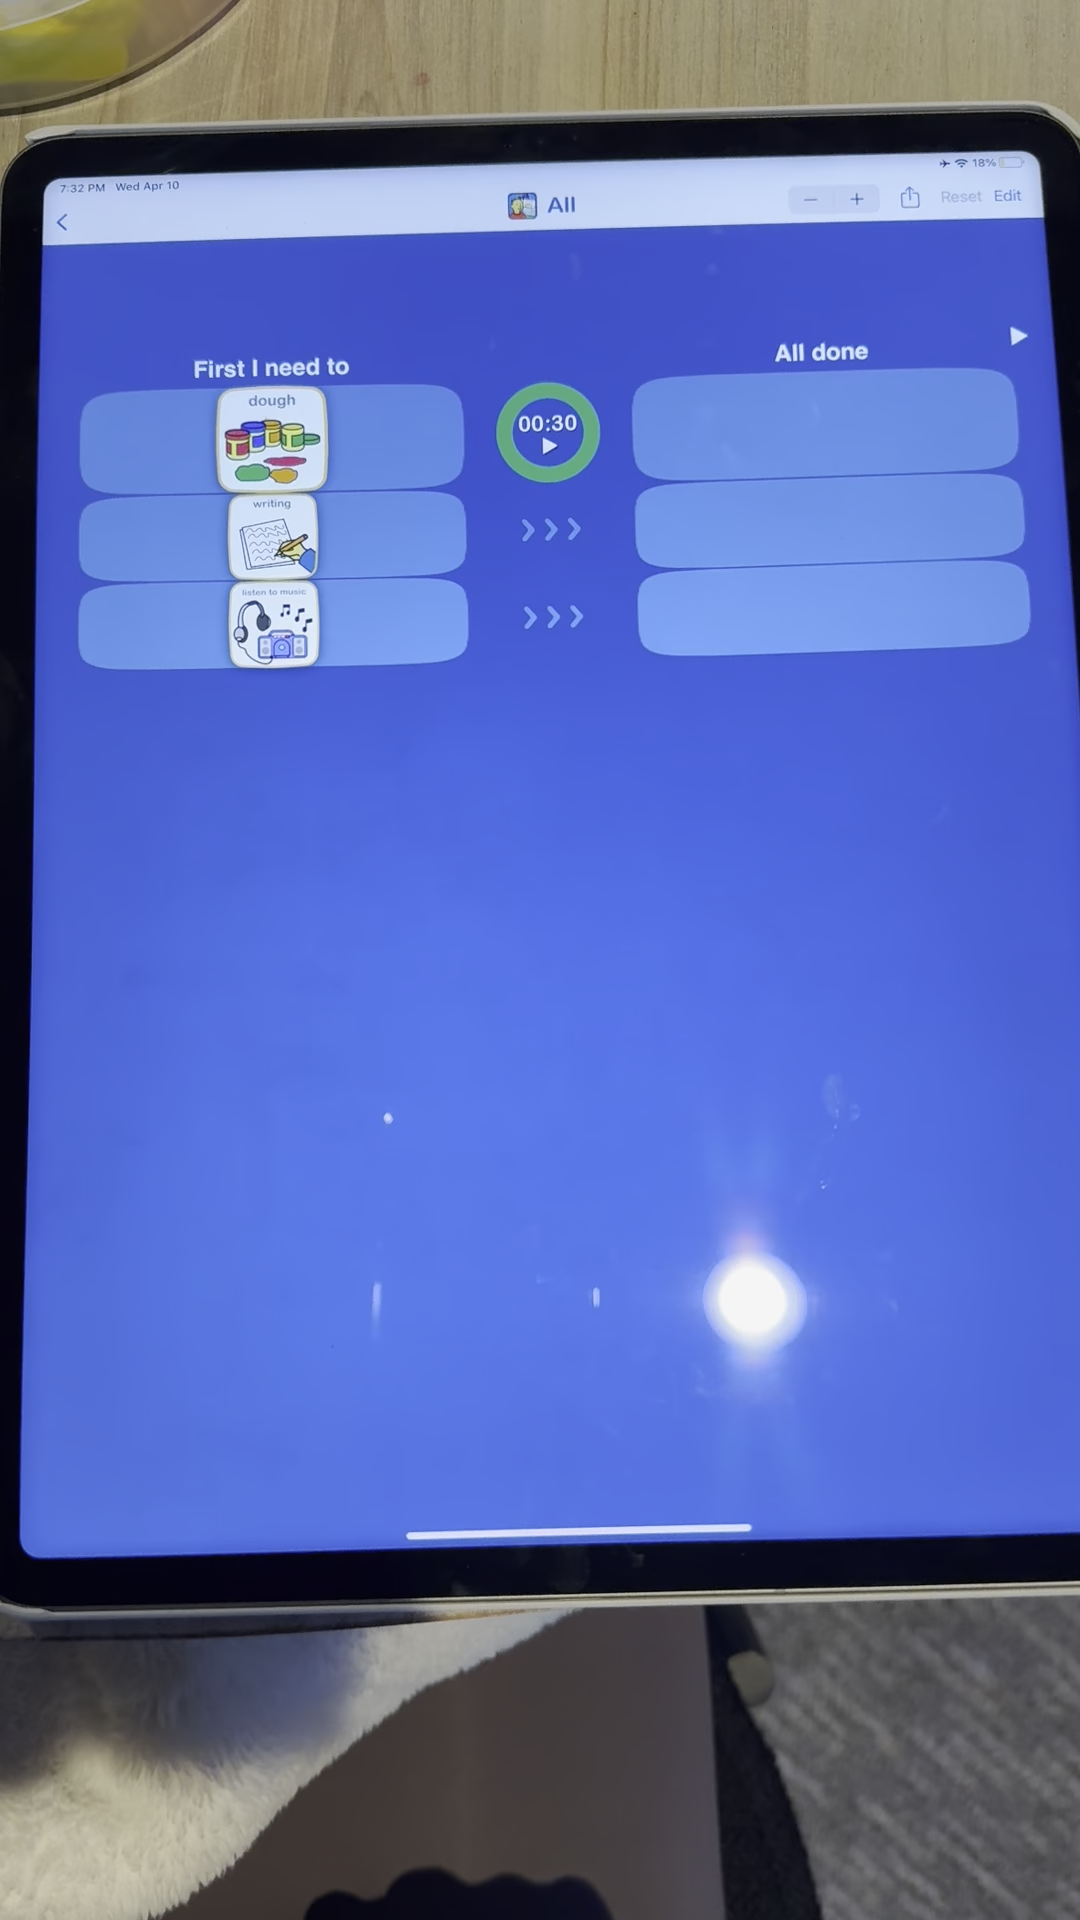 7:32 PM Wed Apr 10
18%
All
Reset Edit
First I need to
All done
dough
00:30
writing
listen to music